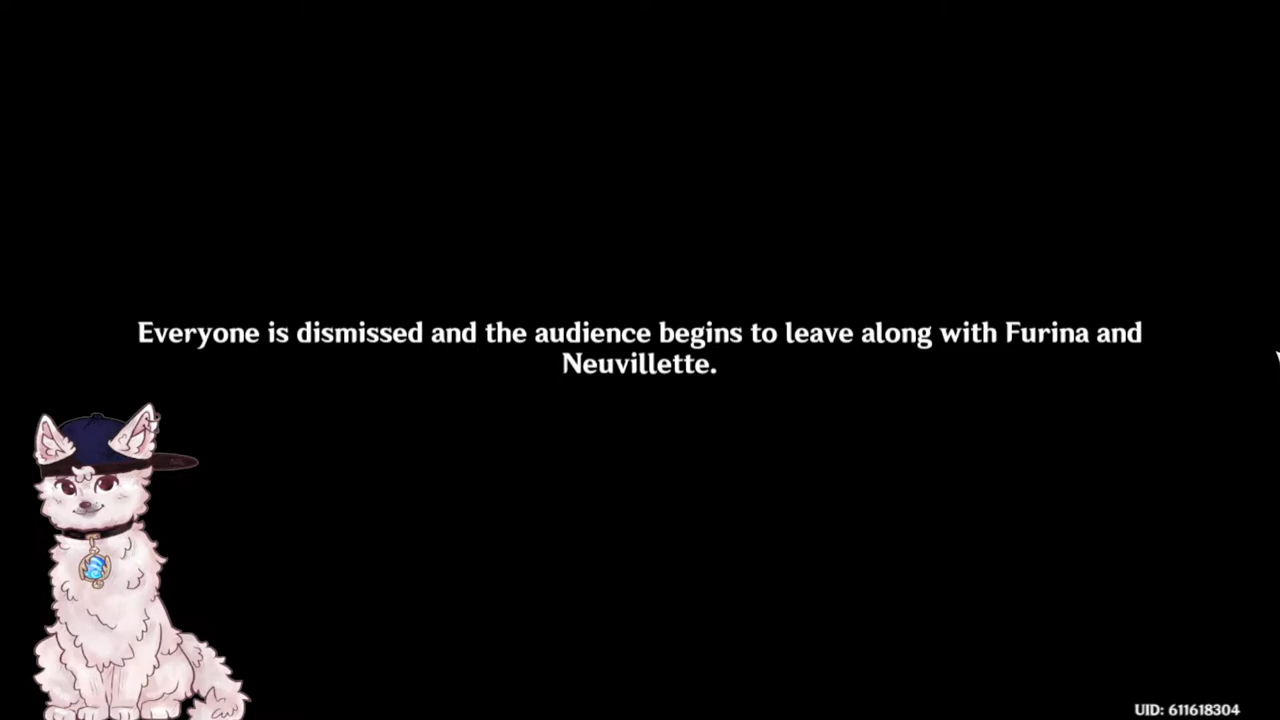 Everyone is dismissed and the audience begins to leave along with Furina and
Neuvillette.
UID: 611618304